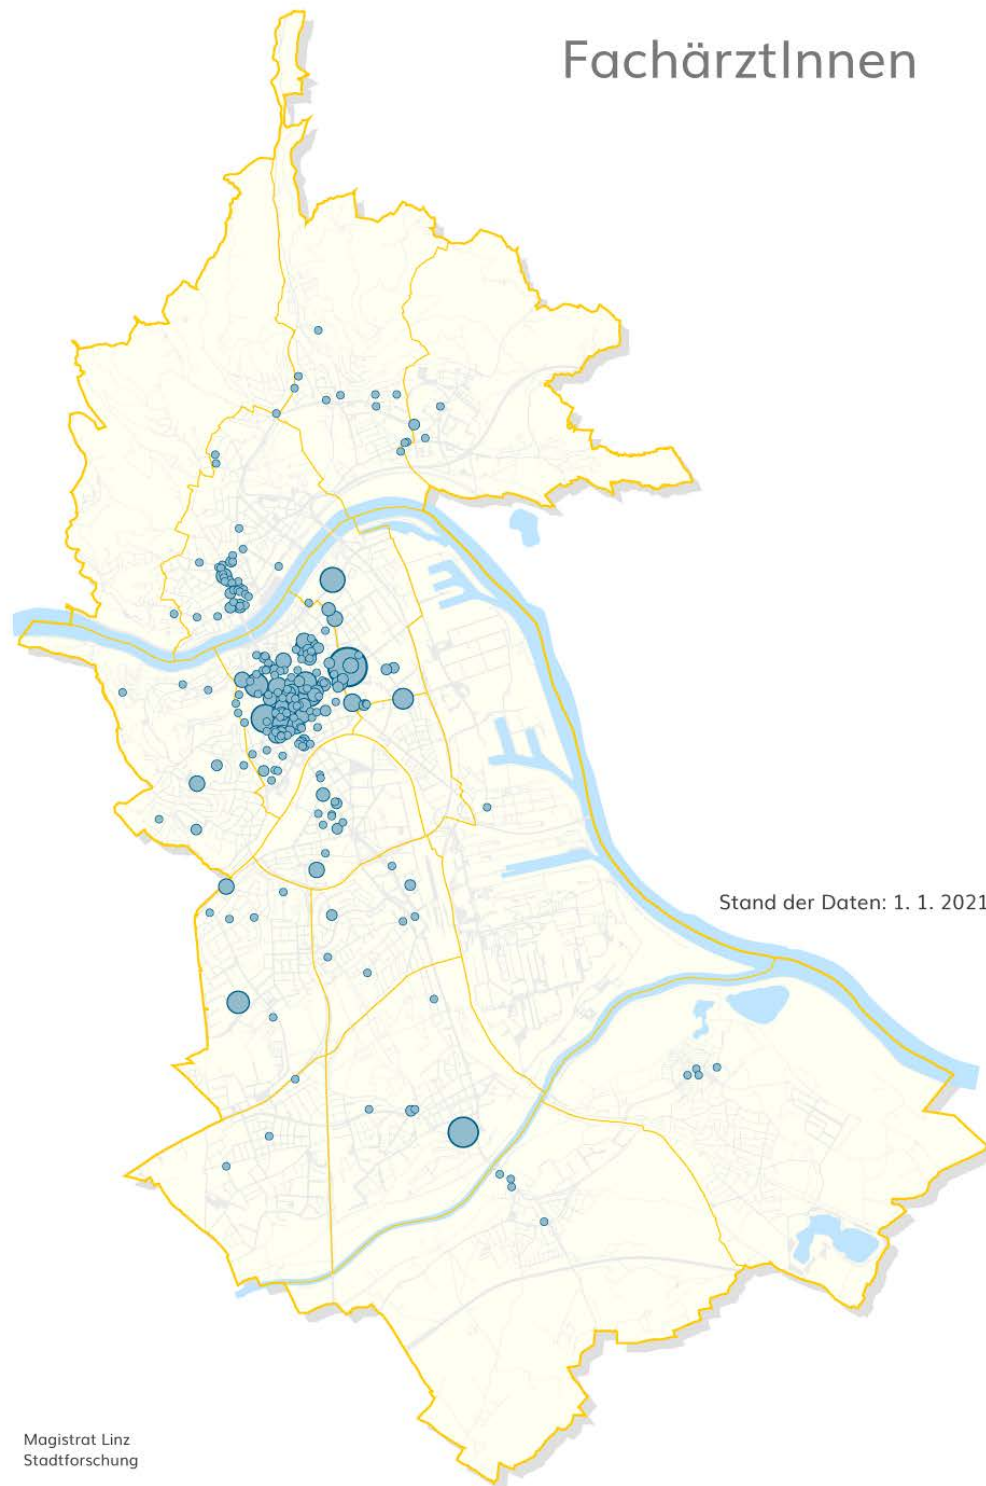 FachärztInnen
Stand der Daten: 1. 1. 2021
Magistrat Linz
Stadtforschung